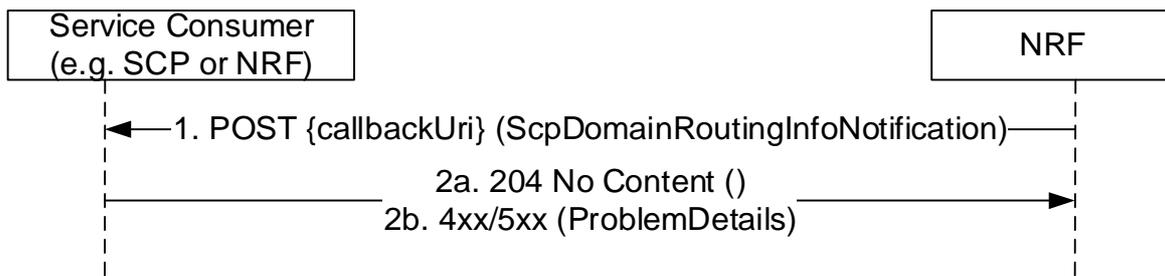 Service Consumer
(e.g. SCP or NRF)
NRF
1. POST {callbackUri} (ScpDomainRoutingInfoNotification)
2a. 204 No Content ()
2b. 4xx/5xx (ProblemDetails)